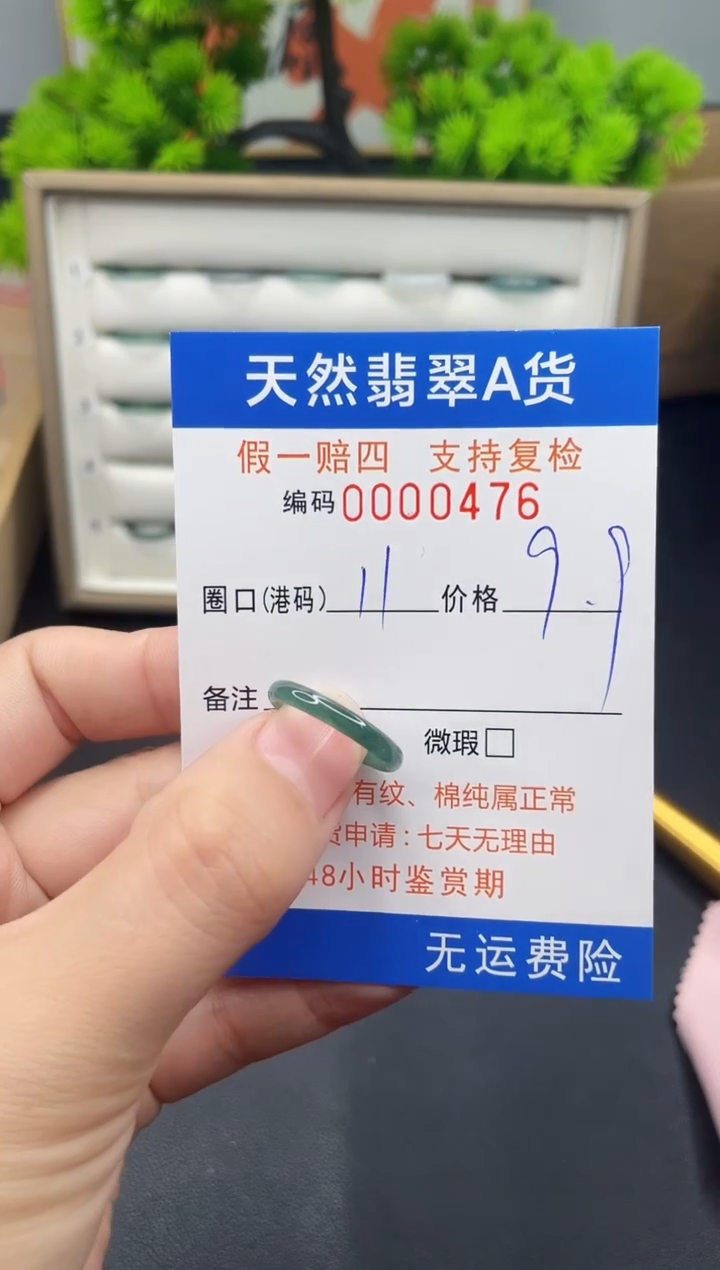 天然翡翠A货
假一赔四 支持复检
编码0000476
圈口(港码) 11 价格 9.9
备注
微瑕□
有纹、棉纯属正常
货申请:七天无理由
48小时鉴赏期
无运费险